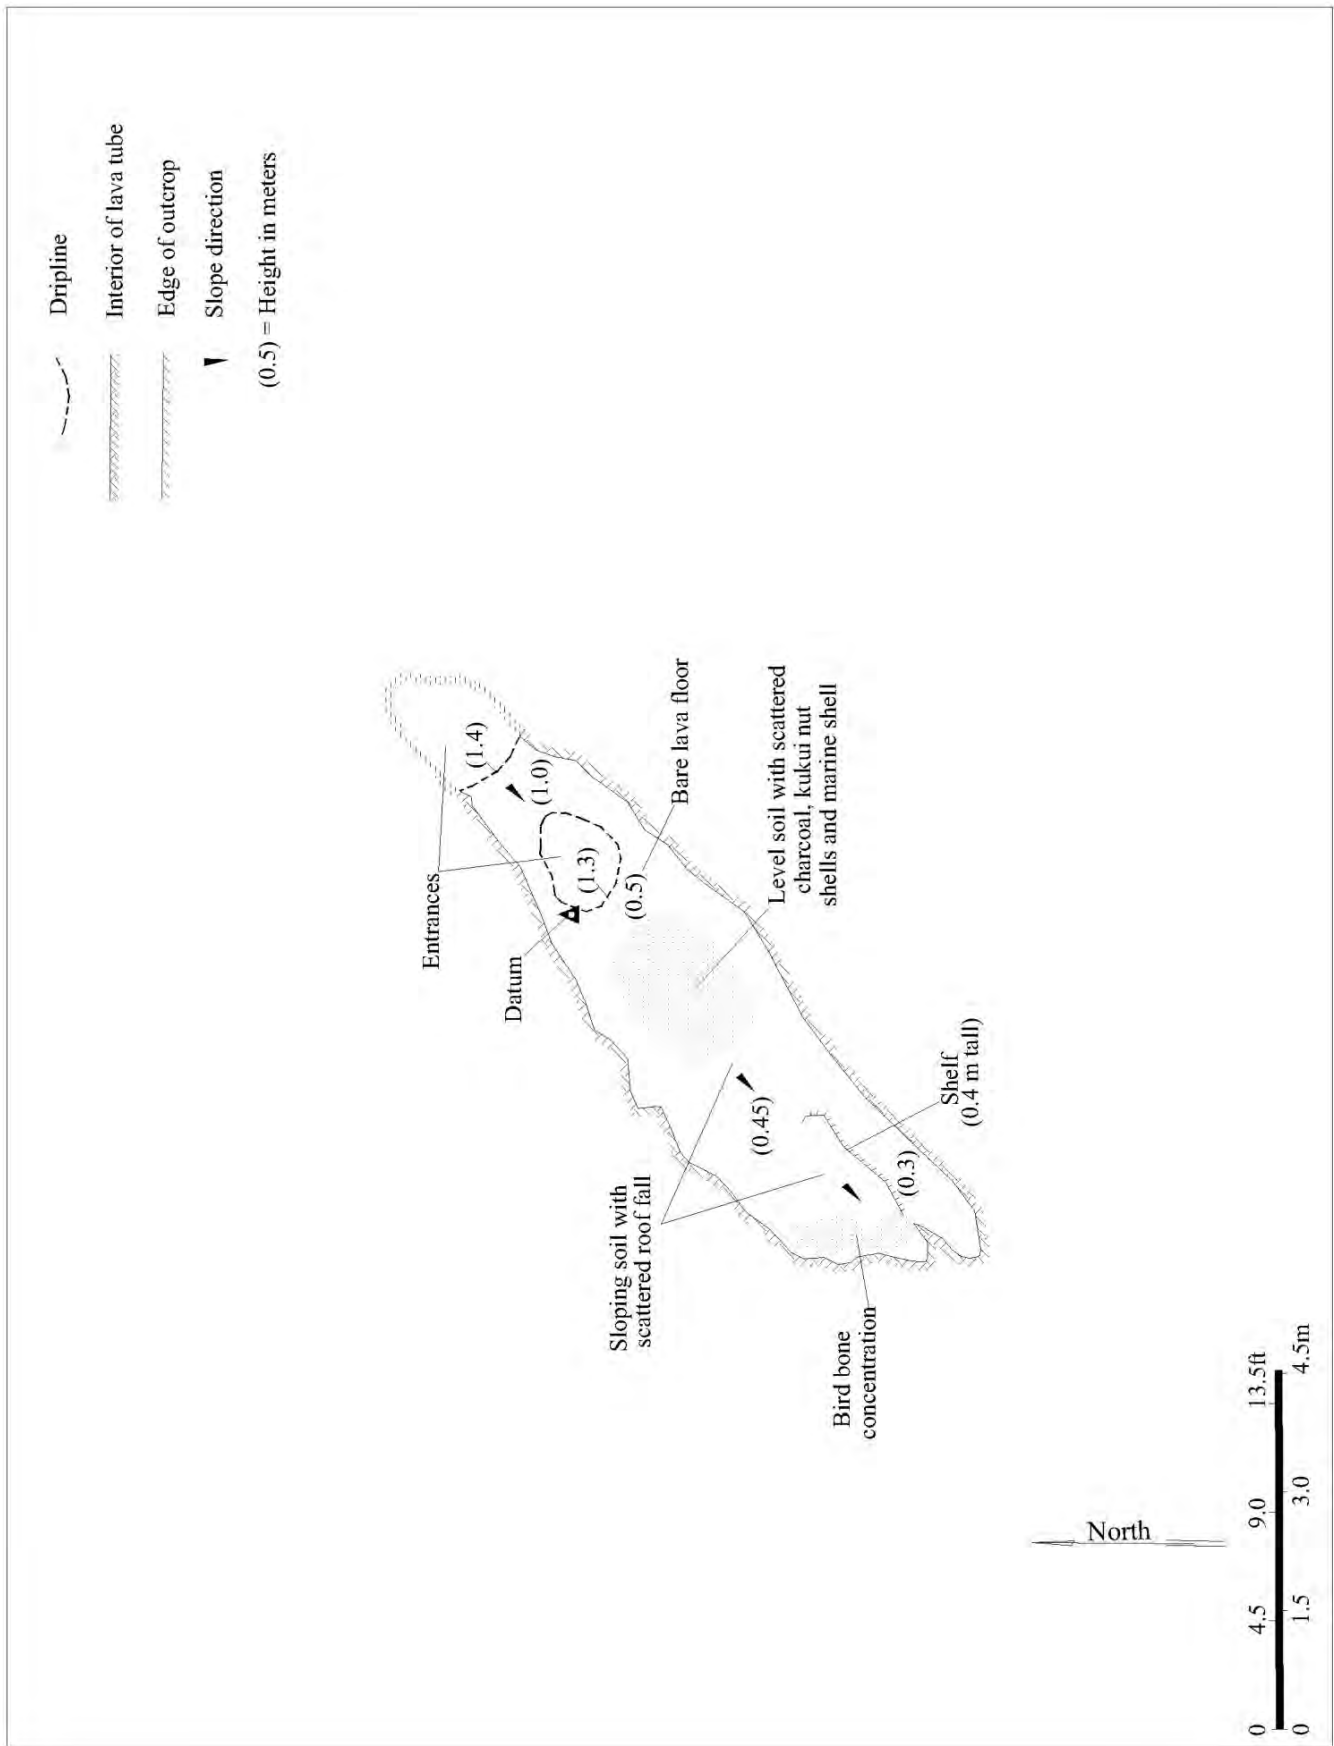 Dripline
Interior of lava tube
Edge of outcrop
Slope direction
(0.5) = Height in meters
Entrances
(1.4)
(1.0)
Datum
(1.3)
(0.5)
Bare lava floor
Level soil with scattered
charcoal, kukui nut
shells and marine shell
Sloping soil with
scattered roof fall
(0.45)
Shelf
(0.4 m tall)
(0.3)
Bird bone
concentration
North
0 4.5 9.0 13.5ft
0 1.5 3.0 4.5m